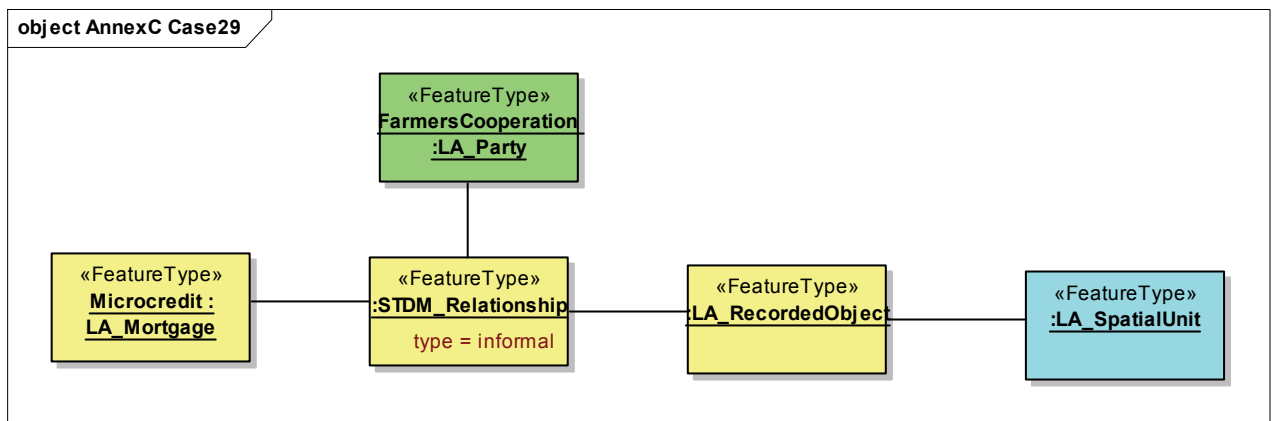 object AnnexC Case29
«FeatureType»
FarmersCooperation
:LA_Party
«FeatureType»
Microcredit :
LA_Mortgage
«FeatureType»
:STDM_Relationship
type = informal
«FeatureType»
:LA_RecordedObject
«FeatureType»
:LA_SpatialUnit